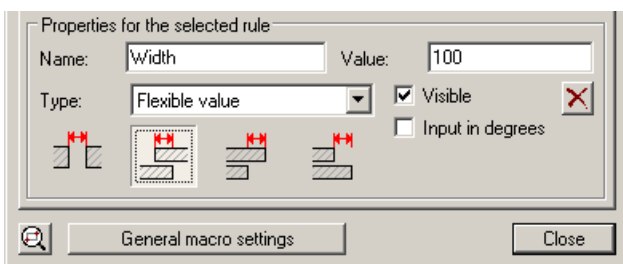 Properties for the selected rule
Name: Width Value: 100
Type: Flexible value Visible
Input in degrees
General macro settings Close